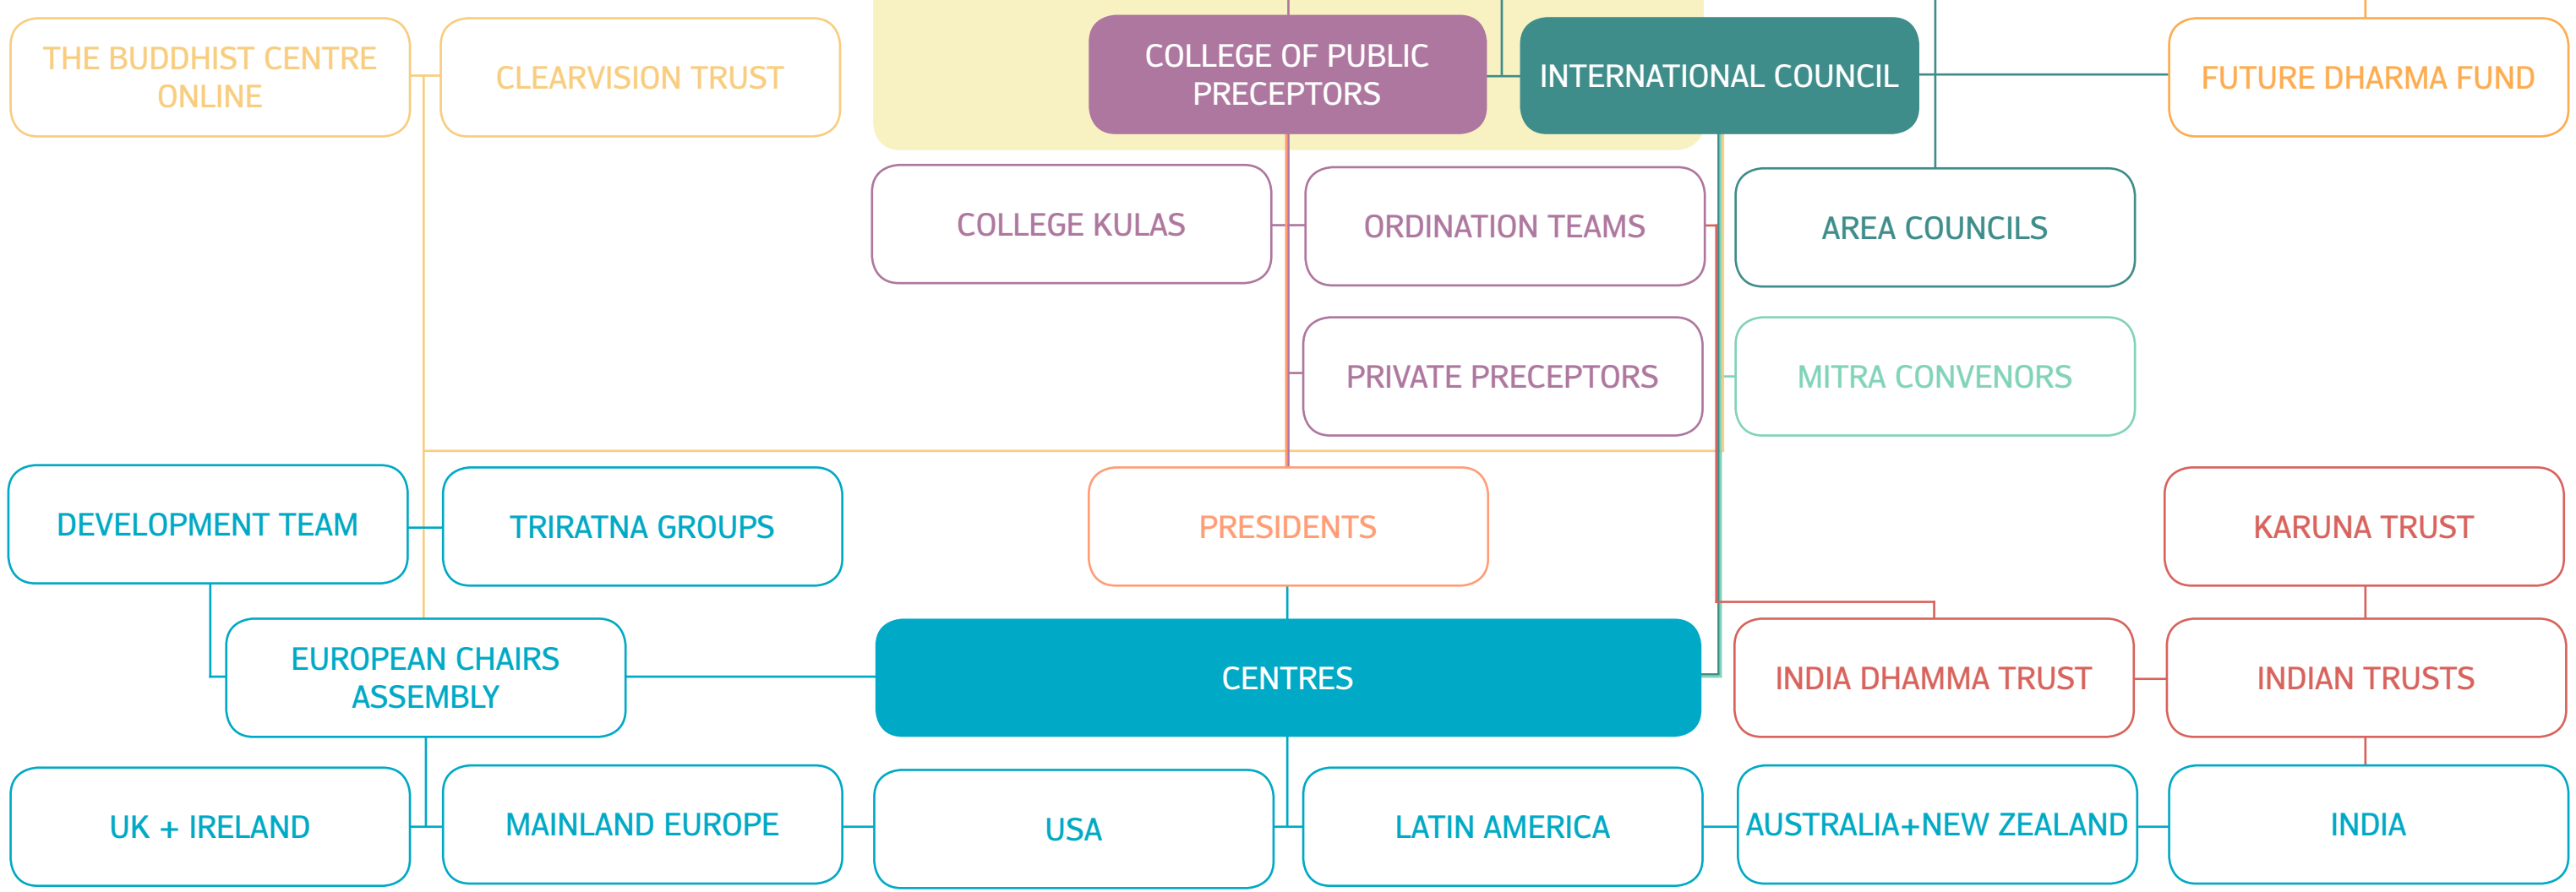 THE BUDDHIST CENTRE
ONLINE
CLEARVISION TRUST
COLLEGE OF PUBLIC
PRECEPTORS
INTERNATIONAL COUNCIL
FUTURE DHARMA FUND
COLLEGE KULAS
ORDINATION TEAMS
AREA COUNCILS
PRIVATE PRECEPTORS
MITRA CONVENORS
DEVELOPMENT TEAM
TRIRATNA GROUPS
PRESIDENTS
KARUNA TRUST
EUROPEAN CHAIRS
ASSEMBLY
CENTRES
INDIA DHAMMA TRUST
INDIAN TRUSTS
UK + IRELAND
MAINLAND EUROPE
USA
LATIN AMERICA
AUSTRALIA+NEW ZEALAND
INDIA